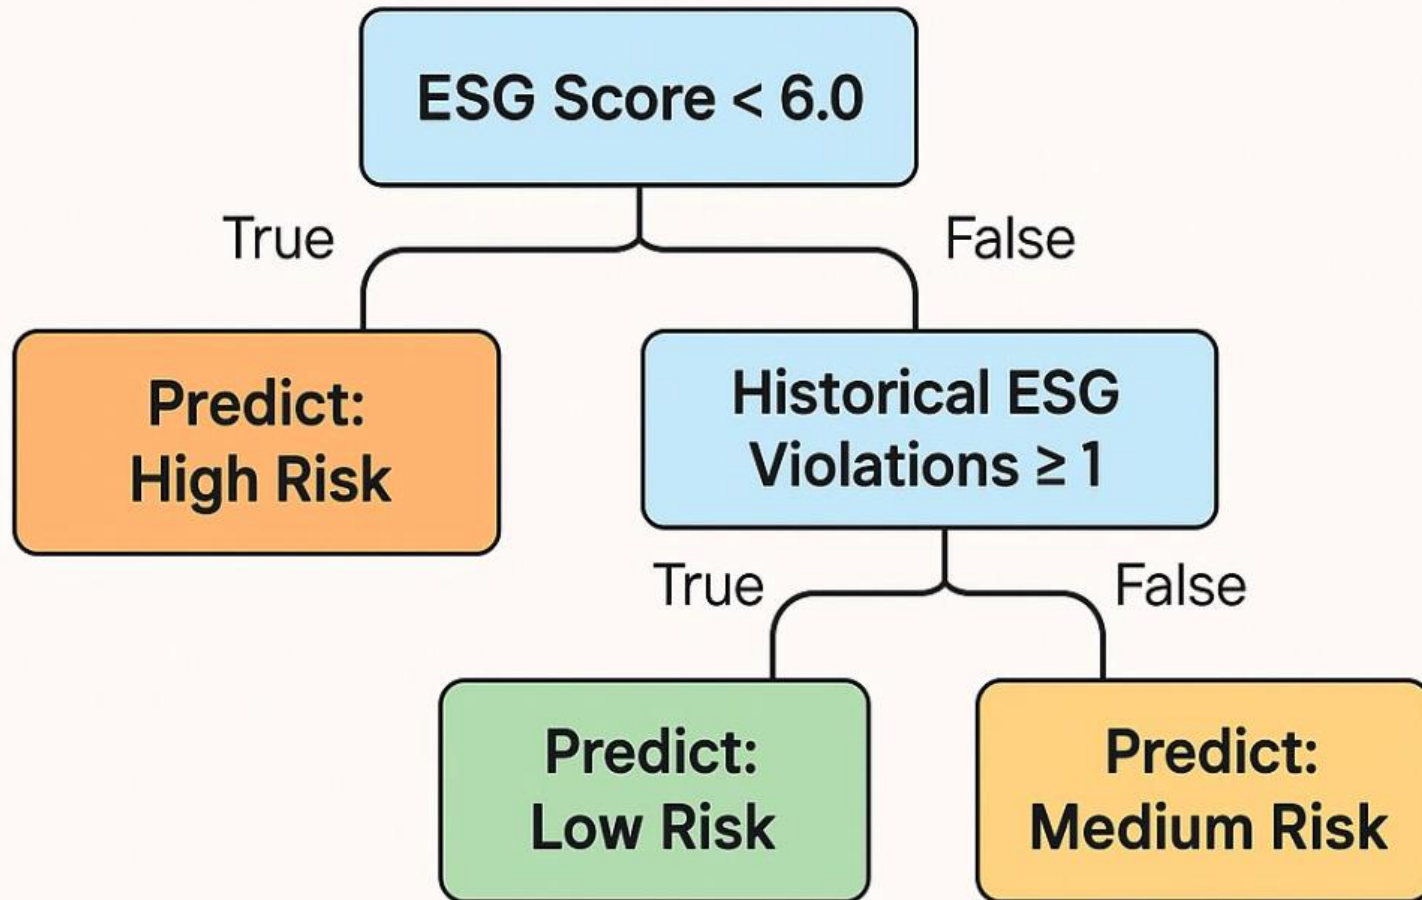 ESG Score < 6.0
True
False
Predict:
High Risk
Historical ESG
Violations ≥ 1
True
False
Predict:
Low Risk
Predict:
Medium Risk